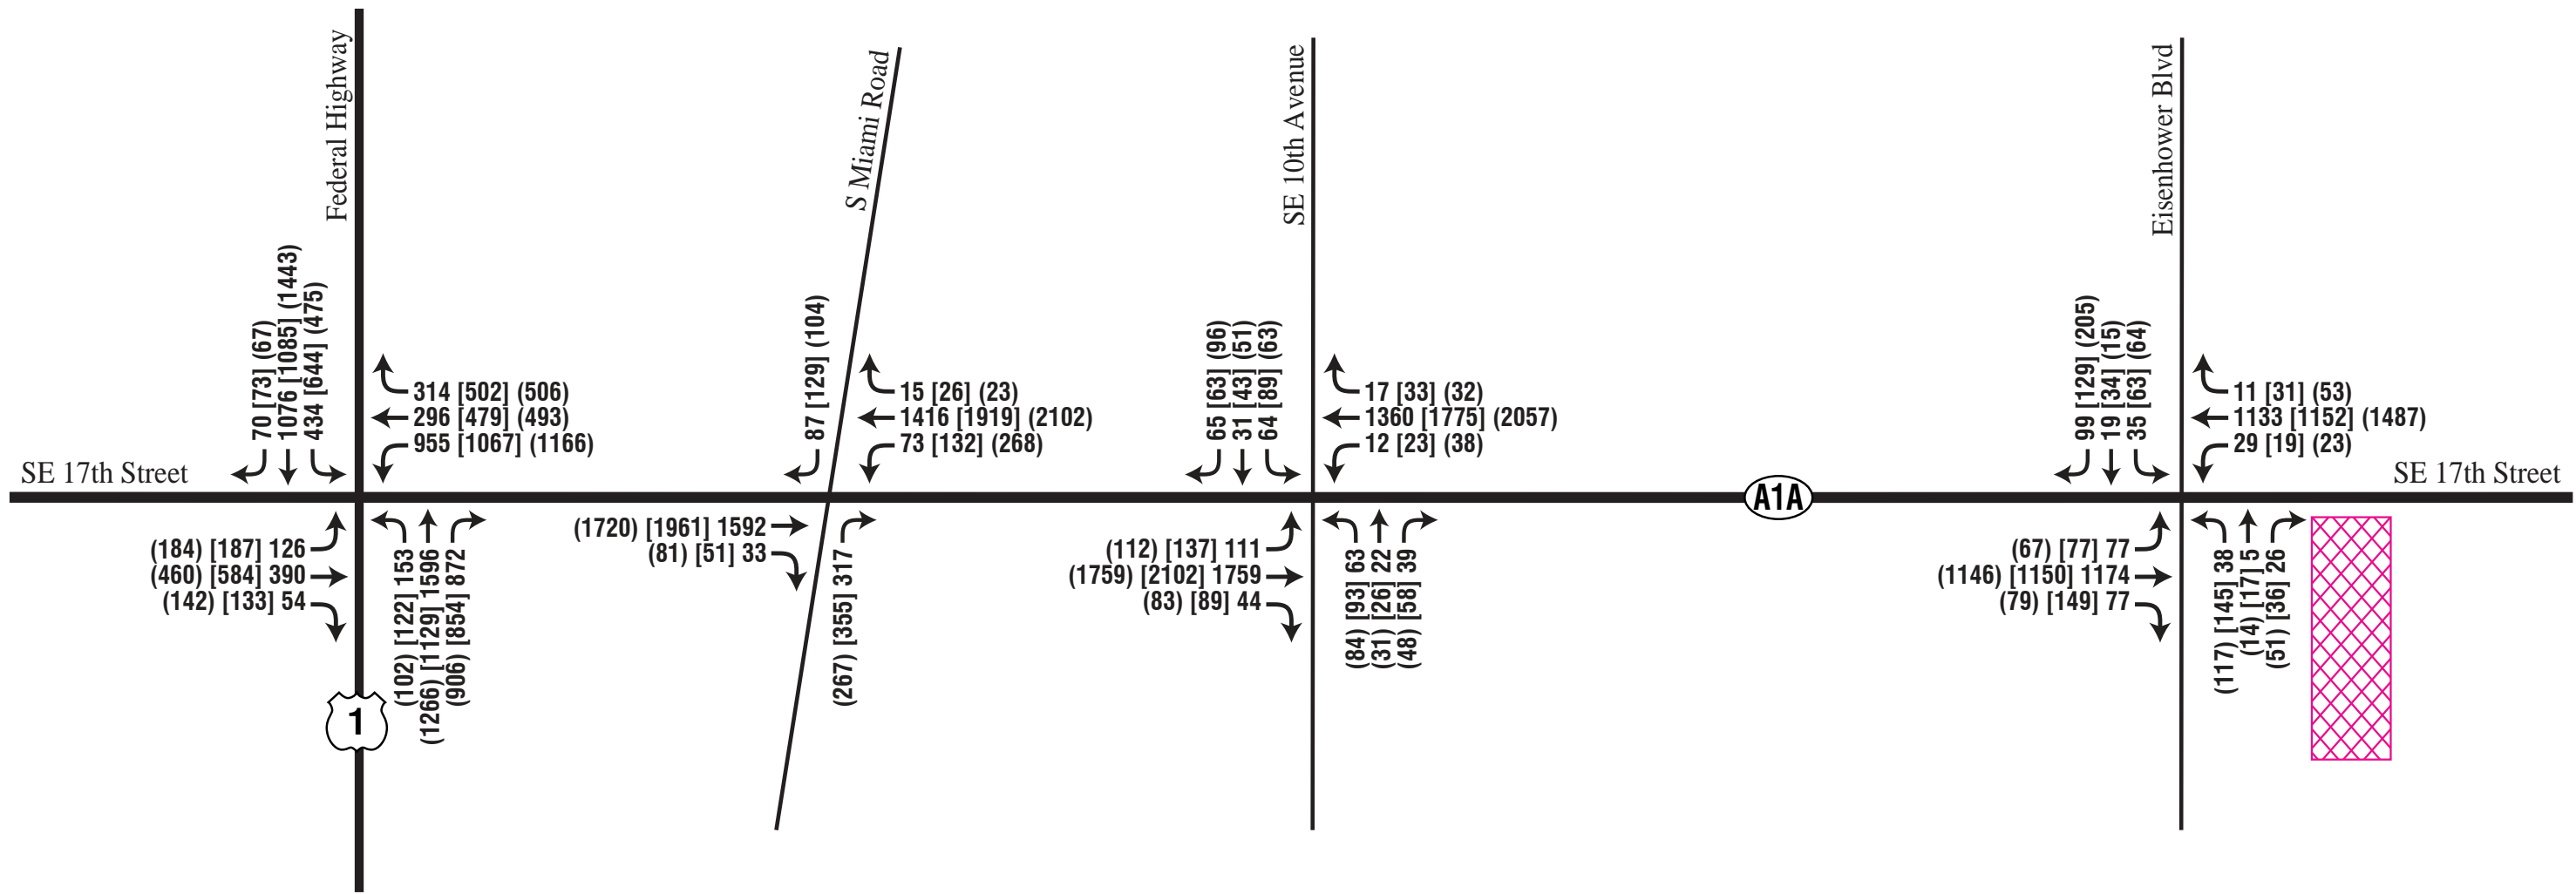 Federal Highway
S Miami Road
SE 10th Avenue
Eisenhower Blvd
70 [73] (67)
1076 [1085] (1443)
434 [644] (475)
314 [502] (506)
296 [479] (493)
955 [1067] (1166)
87 [129] (104)
15 [26] (23)
1416 [1919] (2102)
73 [132] (268)
65 [63] (96)
31 [43] (51)
64 [89] (63)
17 [33] (32)
1360 [1775] (2057)
12 [23] (38)
99 [129] (205)
19 [34] (15)
35 [63] (64)
11 [31] (53)
1133 [1152] (1487)
29 [19] (23)
SE 17th Street
A1A
SE 17th Street
(184) [187] 126
(460) [584] 390
(142) [133] 54
(102) [122] 153
(1266) [1129] 1596
(906) [854] 872
(1720) [1961] 1592
(81) [51] 33
(267) [355] 317
(112) [137] 111
(1759) [2102] 1759
(83) [89] 44
(84) [93] 63
(31) [26] 22
(48) [58] 39
(67) [77] 77
(1146) [1150] 1174
(79) [149] 77
(117) [145] 38
(14) [17] 5
(51) [36] 26
1